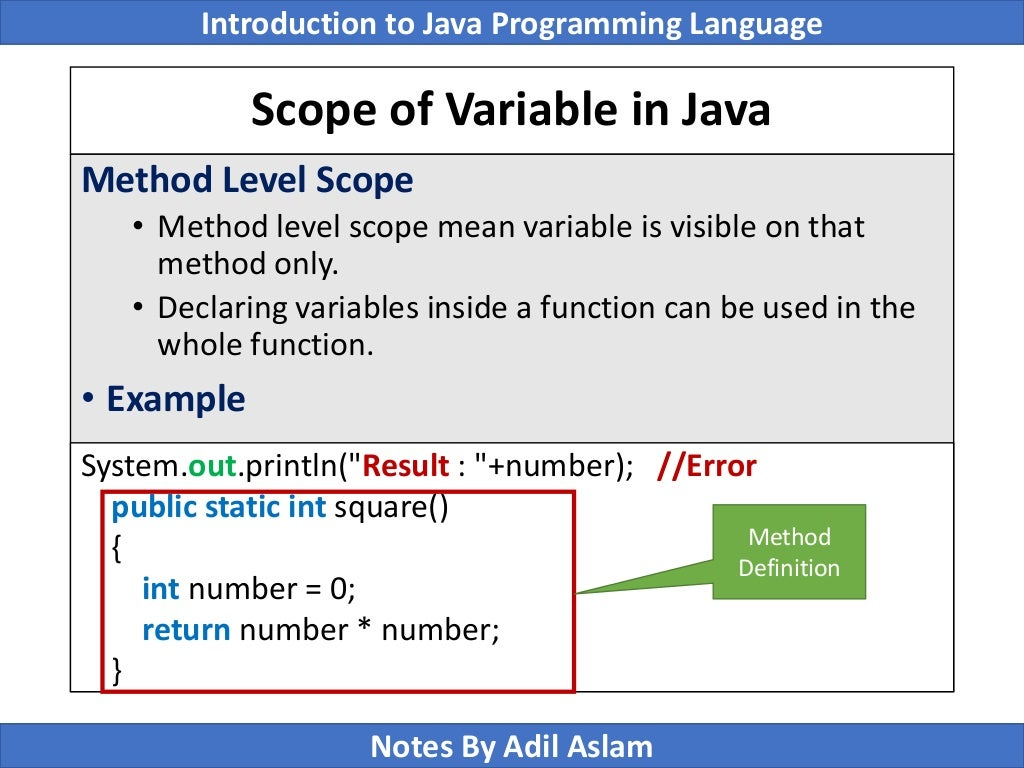 Introduction to Java Programming Language
Scope of Variable in Java
Method Level Scope
• Method level scope mean variable is visible on that
method only.
• Declaring variables inside a function can be used in the
whole function.
• Example
System.out.println("Result : "+number); //Error
public static int square()
{
int number = 0;
return number * number;
}
Method
Definition
Notes By Adil Aslam